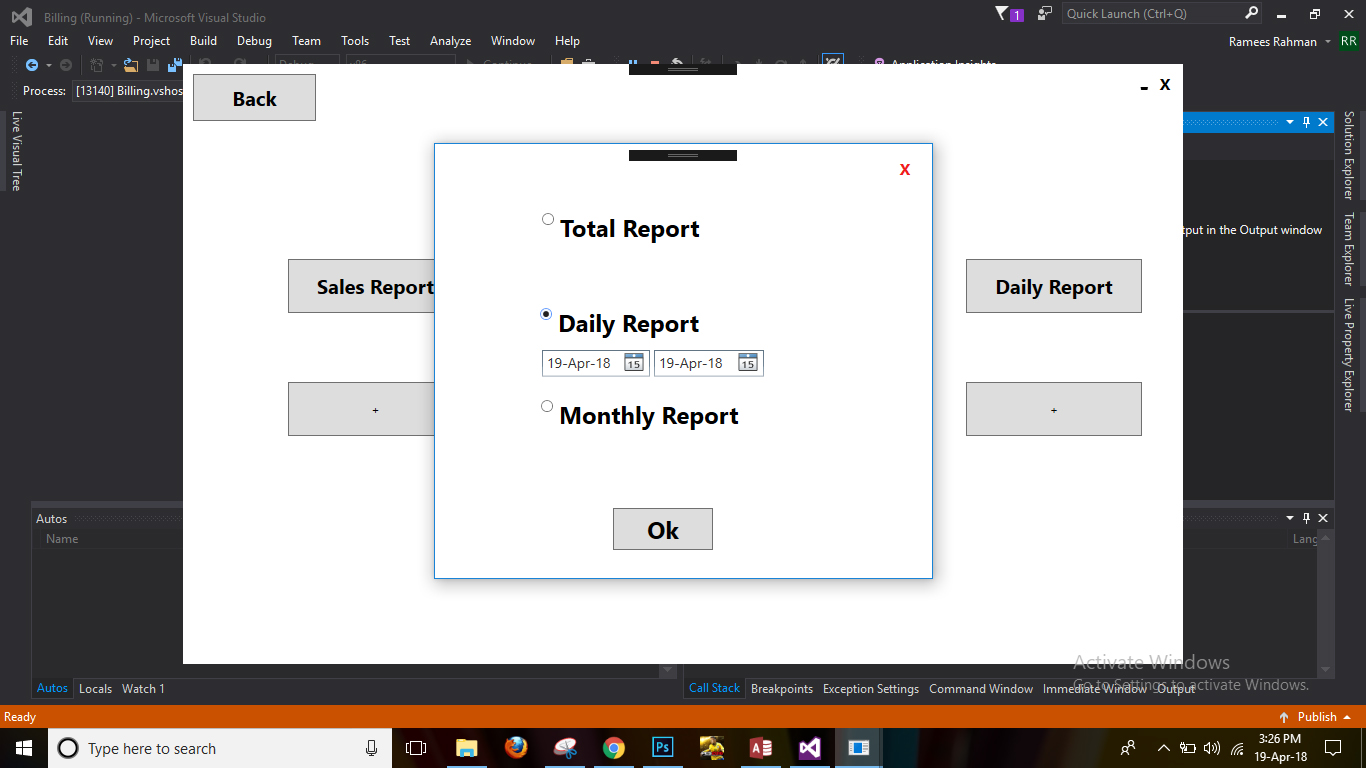 Billing (Running) - Microsoft Visual Studio
1
Quick Launch (Ctrl+Q)
File Edit View Project Build Debug Team Tools Test Analyze Window Help
Ramees Rahman RR
Process: [13140] Billing.vshos
Back
- X
X
Live Visual Tree
Solution Explorer
Team Explorer
Live Property Explorer
tput in the Output window
Total Report
Sales Report
Daily Report
Daily Report
19-Apr-18 15 19-Apr-18 15
+
Monthly Report
+
Ok
Autos
Name
Lang
Activate Windows
Go to Settings to activate Windows.
Autos Locals Watch 1
Call Stack Breakpoints Exception Settings Command Window Immediate Window Output
Ready
Publish
Type here to search
Ps
3:26 PM
19-Apr-18